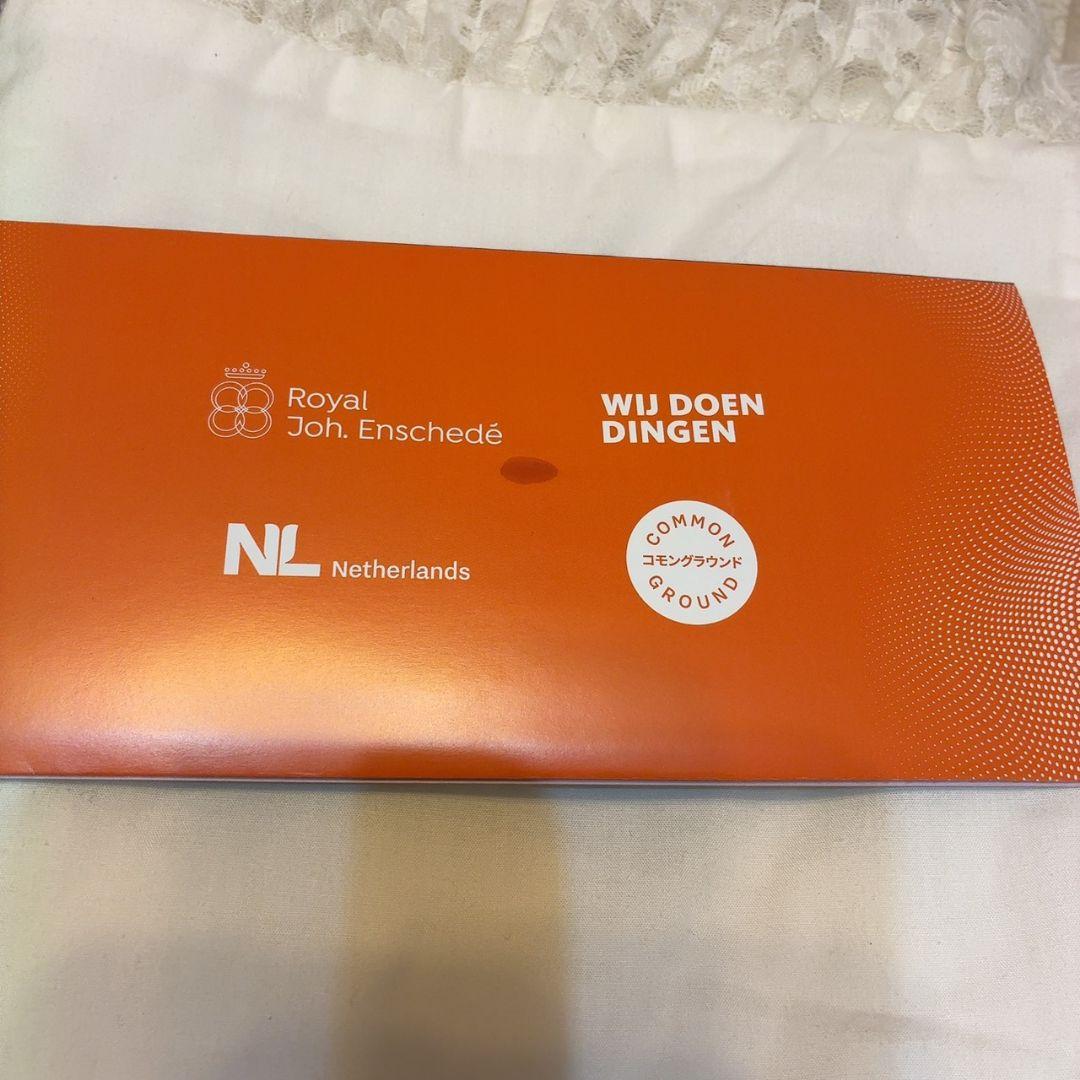 Royal
Joh. Enschedé
WIJ DOEN
DINGEN
NL Netherlands
COMMON
コモングラウンド
GROUND